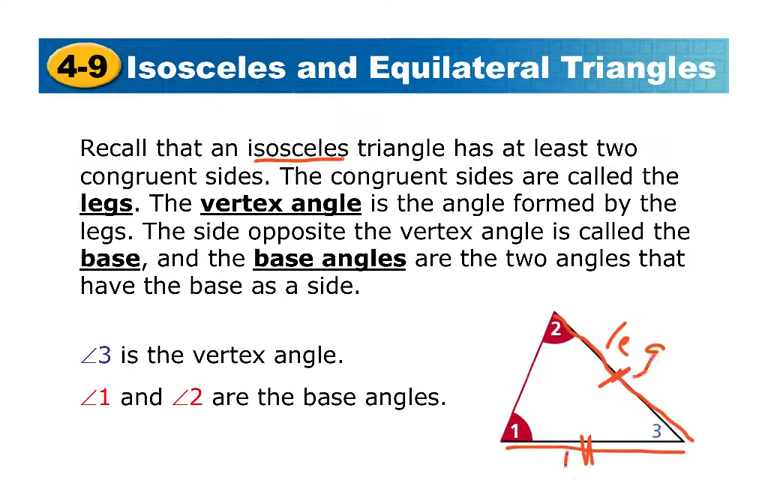 4-9 Isosceles and Equilateral Triangles
Recall that an isosceles triangle has at least two
congruent sides. The congruent sides are called the
legs. The vertex angle is the angle formed by the
legs. The side opposite the vertex angle is called the
base, and the base angles are the two angles that
have the base as a side.
∠3 is the vertex angle.
∠1 and ∠2 are the base angles.
2
leg
1
3